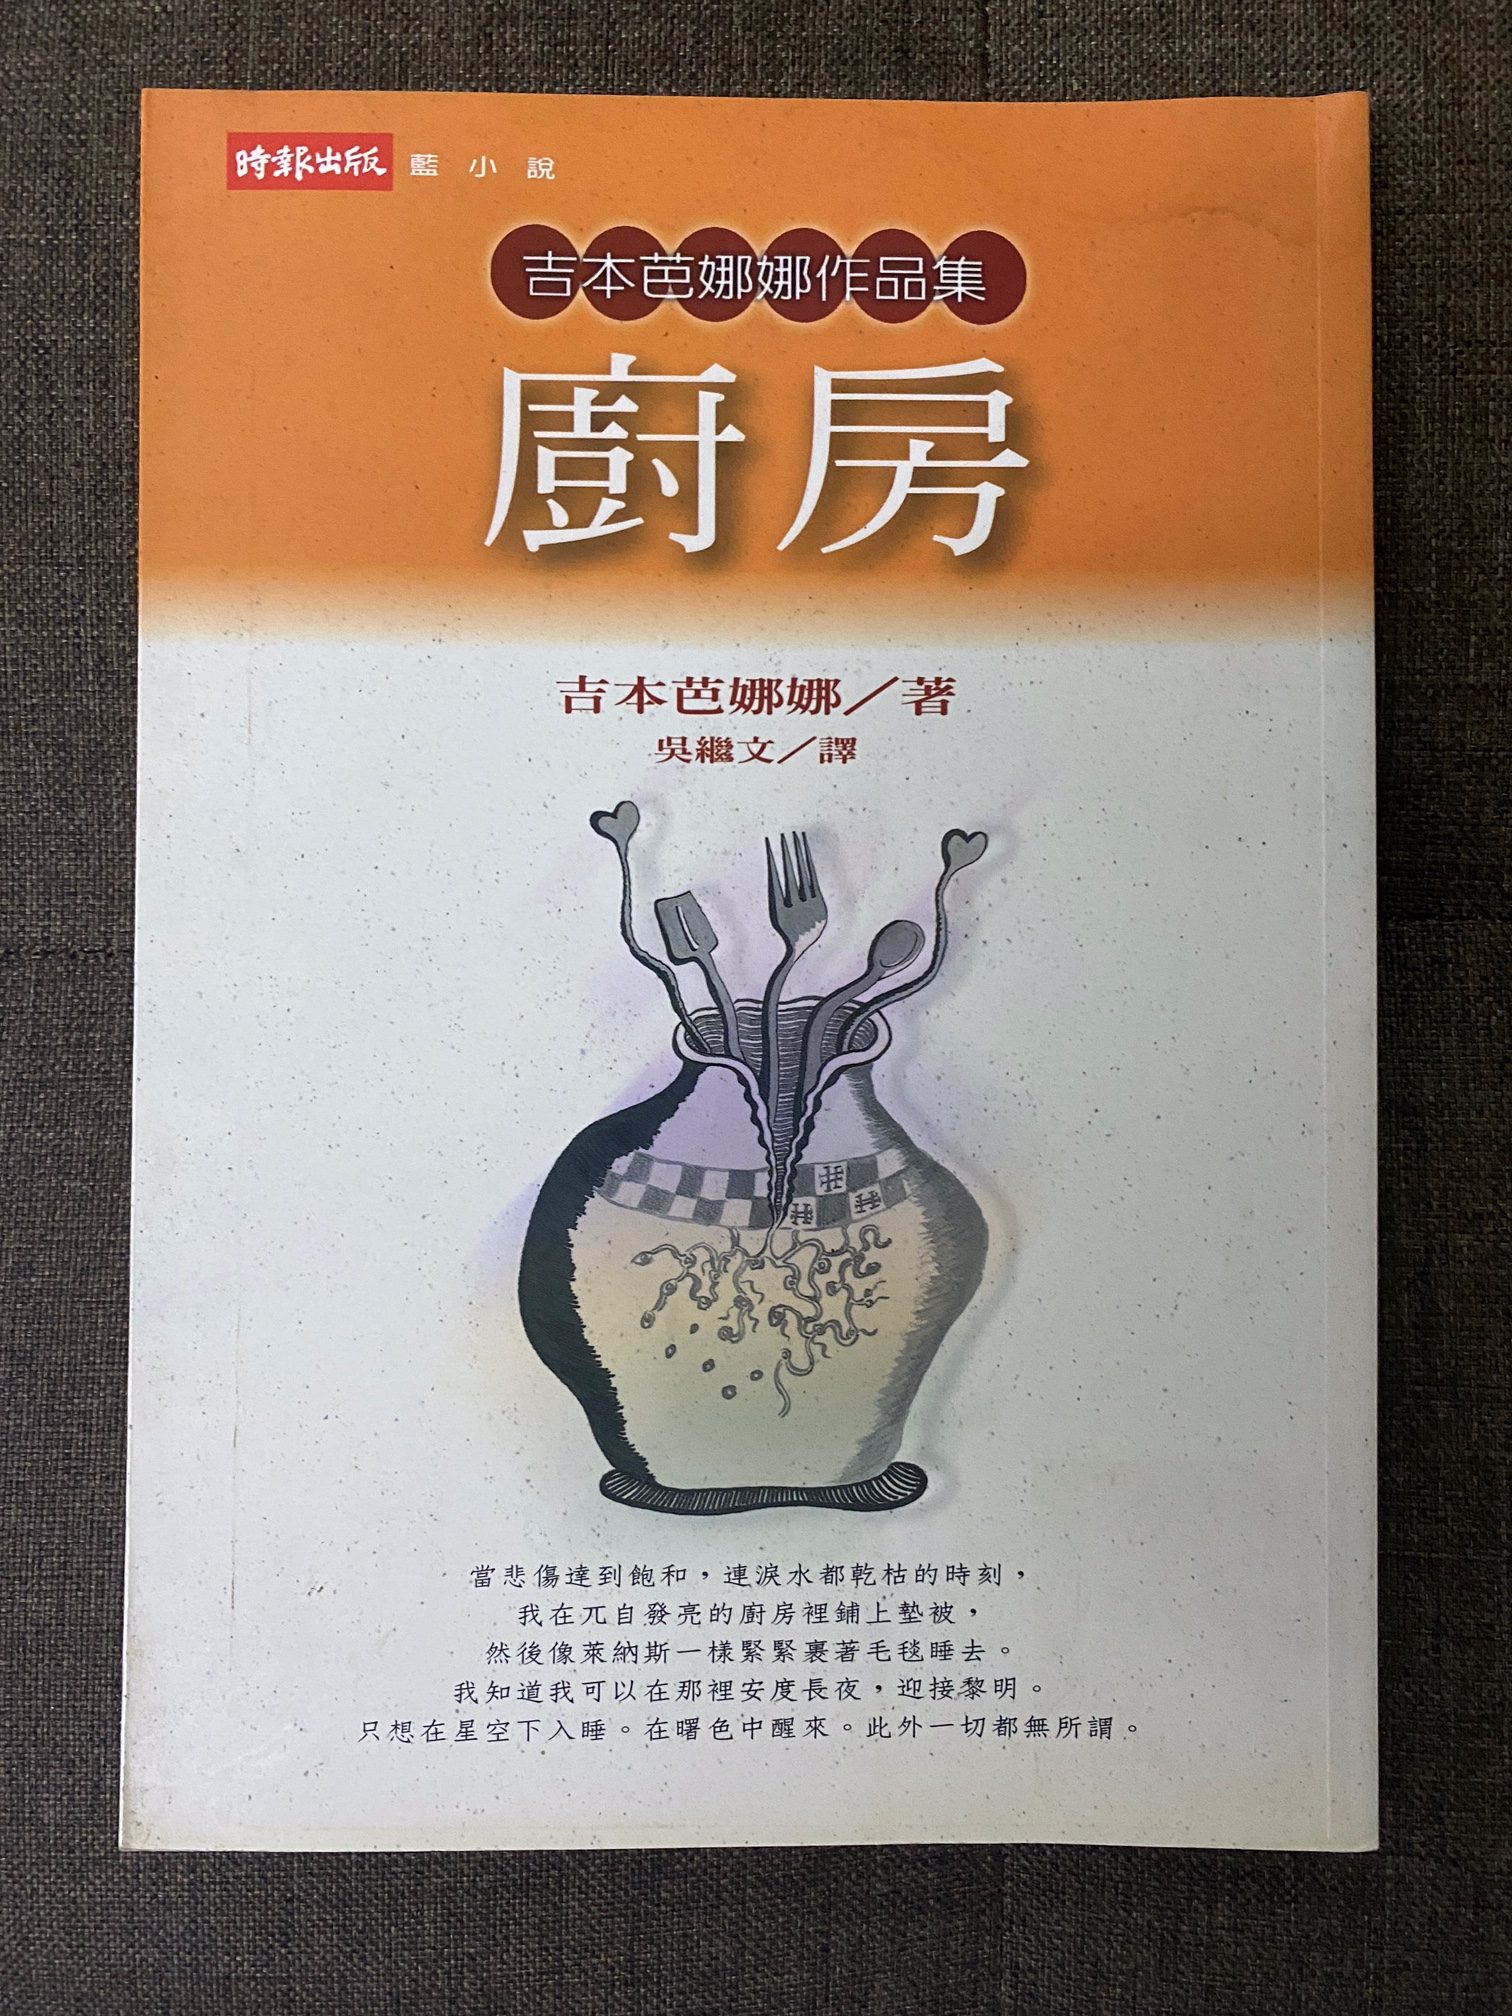 時報出版 藍小說
吉本芭娜娜作品集
廚房
吉本芭娜娜／著
吳繼文／譯
當悲傷達到飽和，連淚水都乾枯的時刻，
我在兀自發亮的廚房裡鋪上墊被，
然後像萊納斯一樣緊緊裹著毛毯睡去。
我知道我可以在那裡安度長夜，迎接黎明。
只想在星空下入睡。在曙色中醒來。此外一切都無所謂。